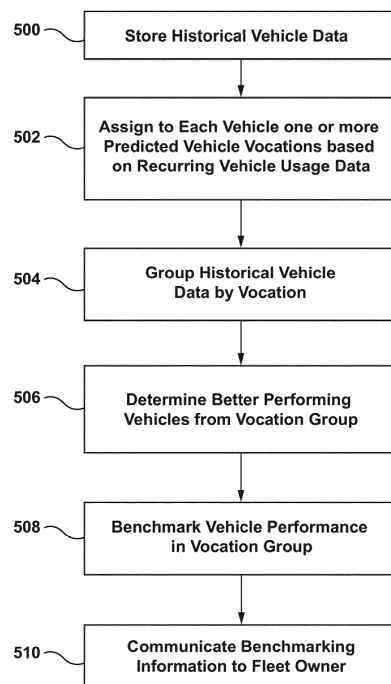 500
Store Historical Vehicle Data
502
Assign to Each Vehicle one or more
Predicted Vehicle Vocations based
on Recurring Vehicle Usage Data
504
Group Historical Vehicle
Data by Vocation
506
Determine Better Performing
Vehicles from Vocation Group
508
Benchmark Vehicle Performance
in Vocation Group
510
Communicate Benchmarking
Information to Fleet Owner